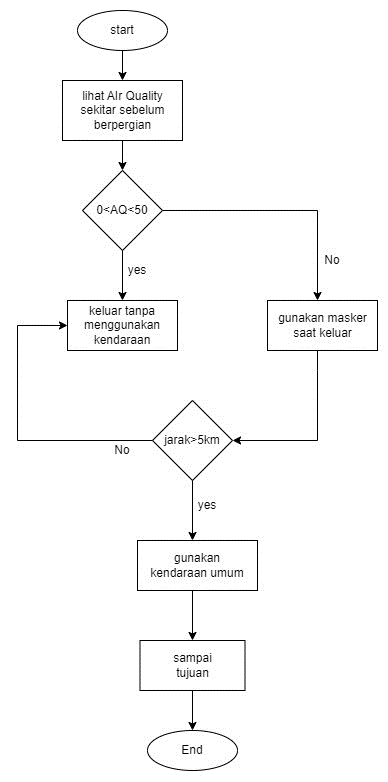 start
lihat AIr Quality
sekitar sebelum
berpergian
0<AQ<50
yes
No
keluar tanpa
menggunakan
kendaraan
gunakan masker
saat keluar
jarak>5km
No
yes
gunakan
kendaraan umum
sampai
tujuan
End